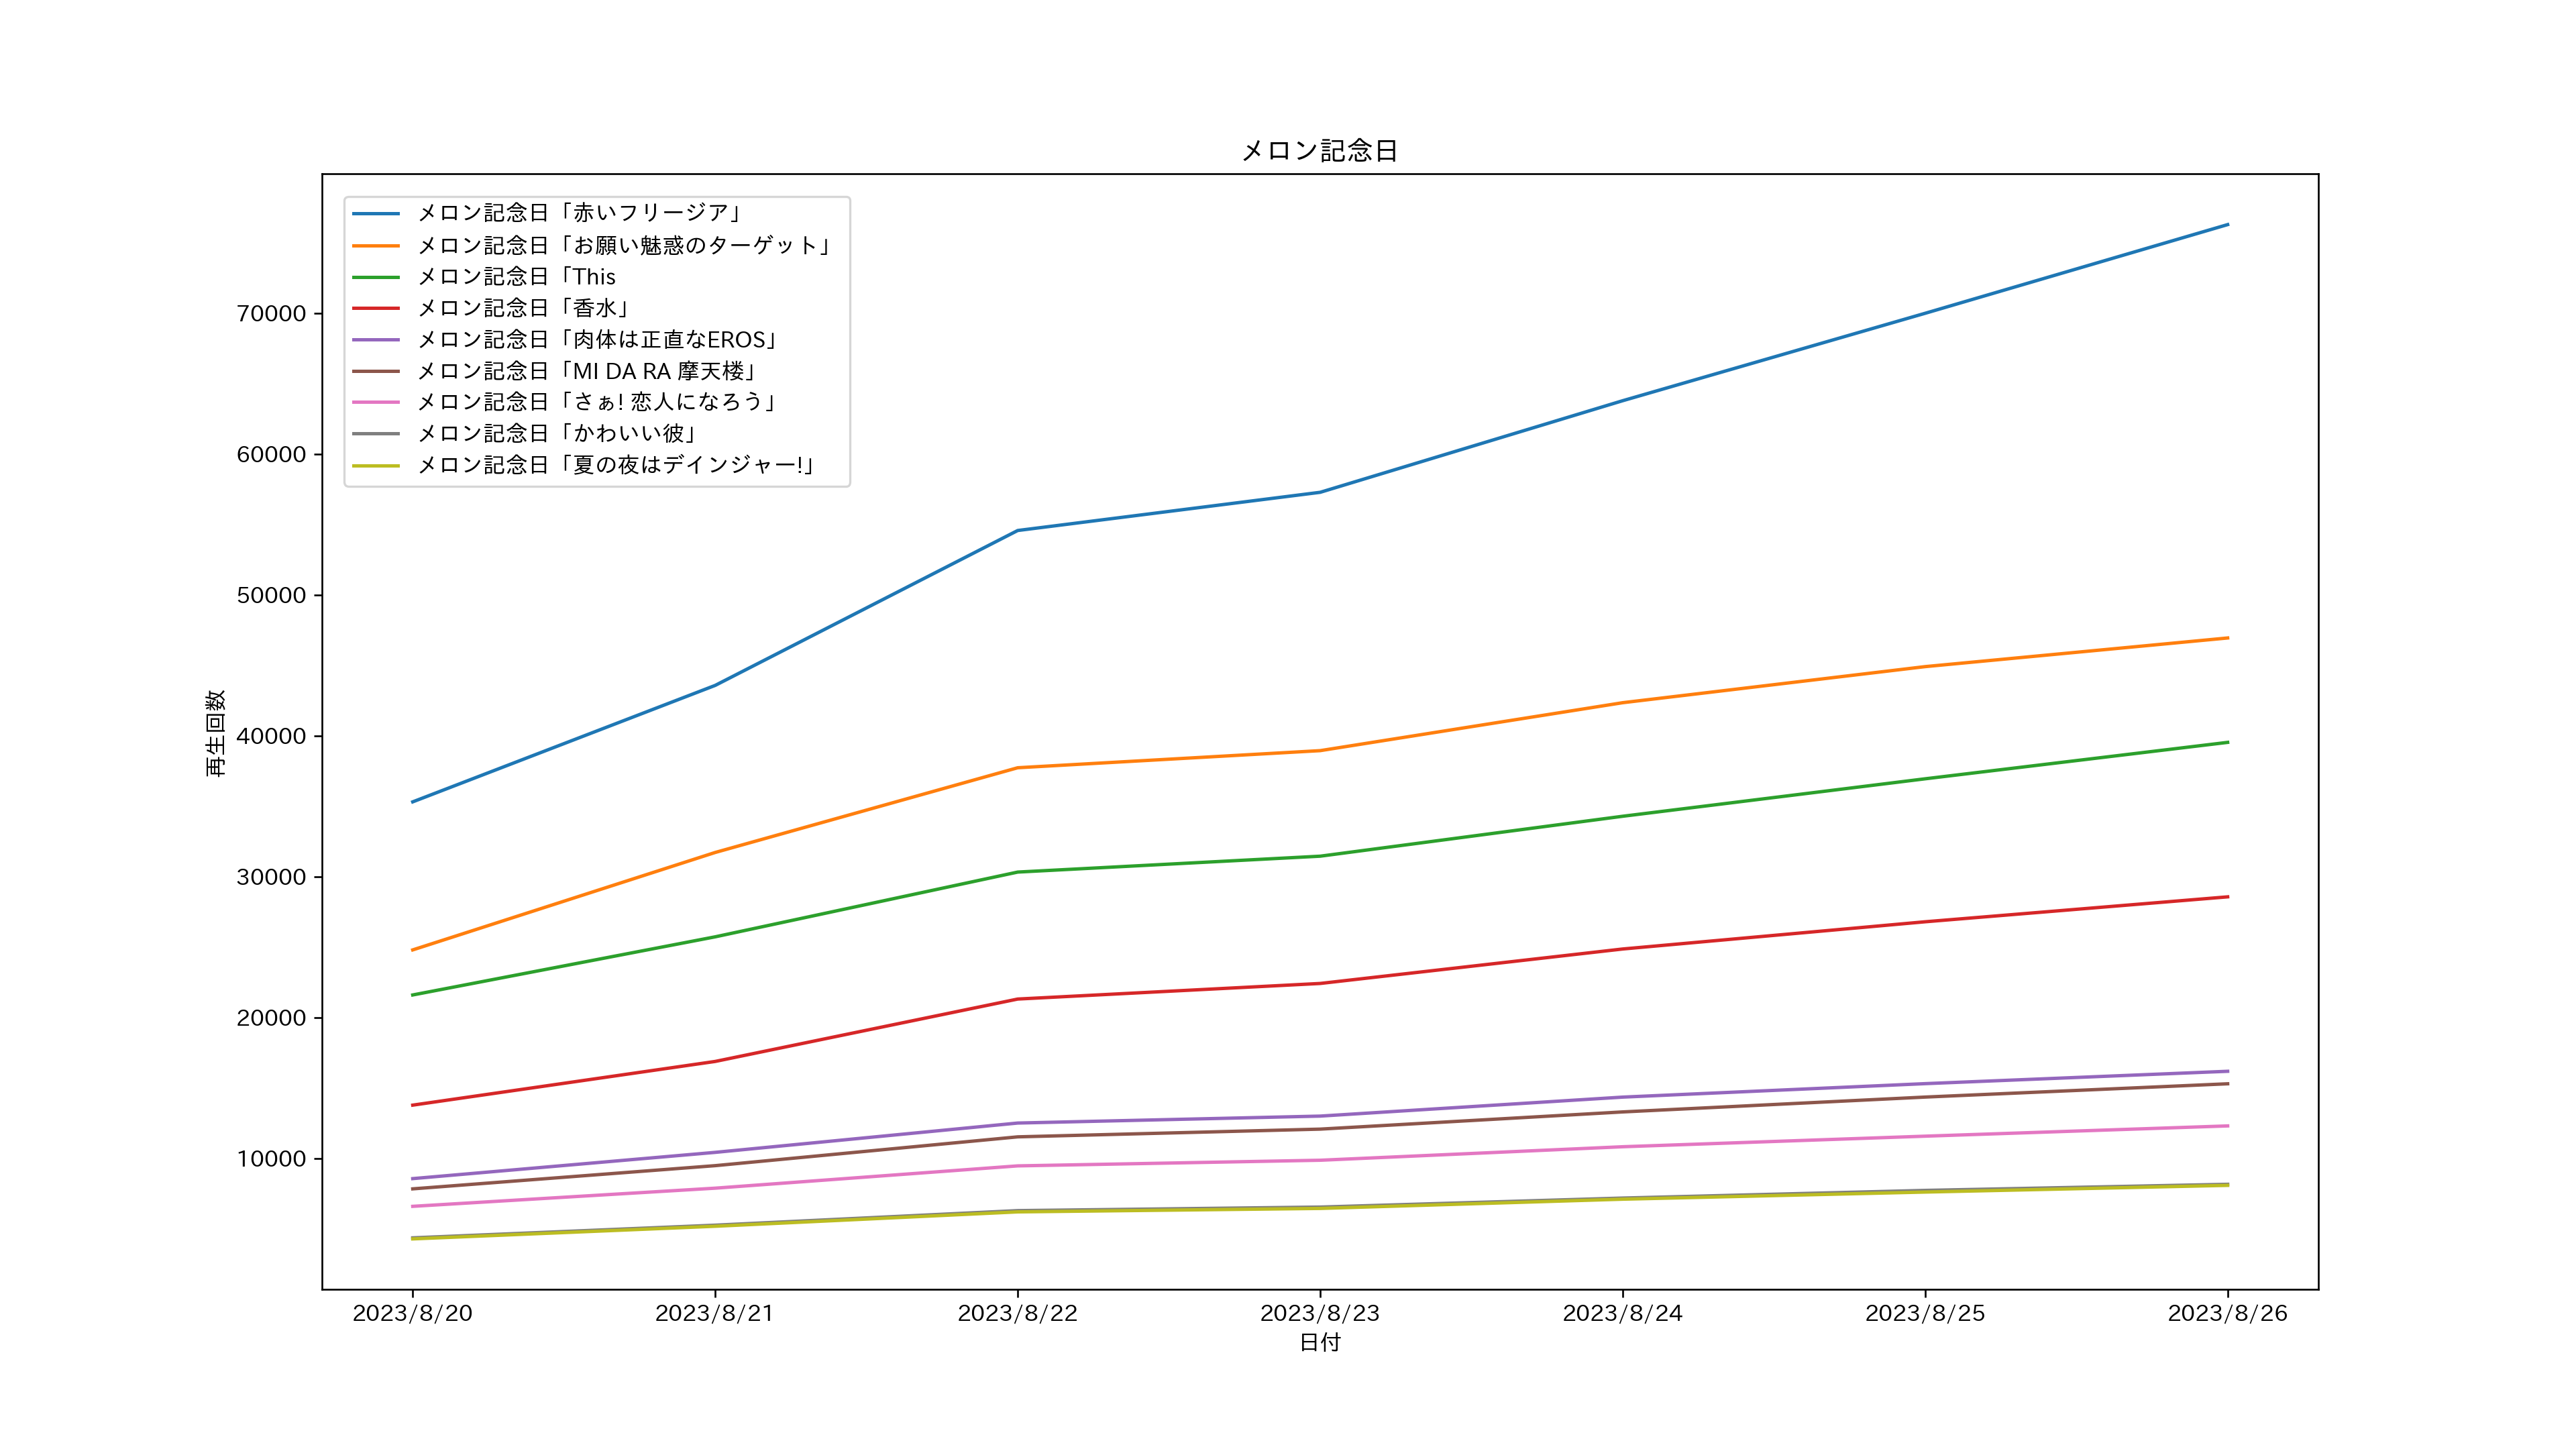 メロン記念日
メロン記念日「赤いフリージア」
メロン記念日「お願い魅惑のターゲット」
メロン記念日「This
メロン記念日「香水」
メロン記念日「肉体は正直なEROS」
メロン記念日「MI DA RA 摩天楼」
メロン記念日「さぁ! 恋人になろう」
メロン記念日「かわいい彼」
メロン記念日「夏の夜はデインジャー!」
70000
60000
50000
40000
30000
20000
10000
再生回数
2023/8/20 2023/8/21 2023/8/22 2023/8/23 2023/8/24 2023/8/25 2023/8/26
日付